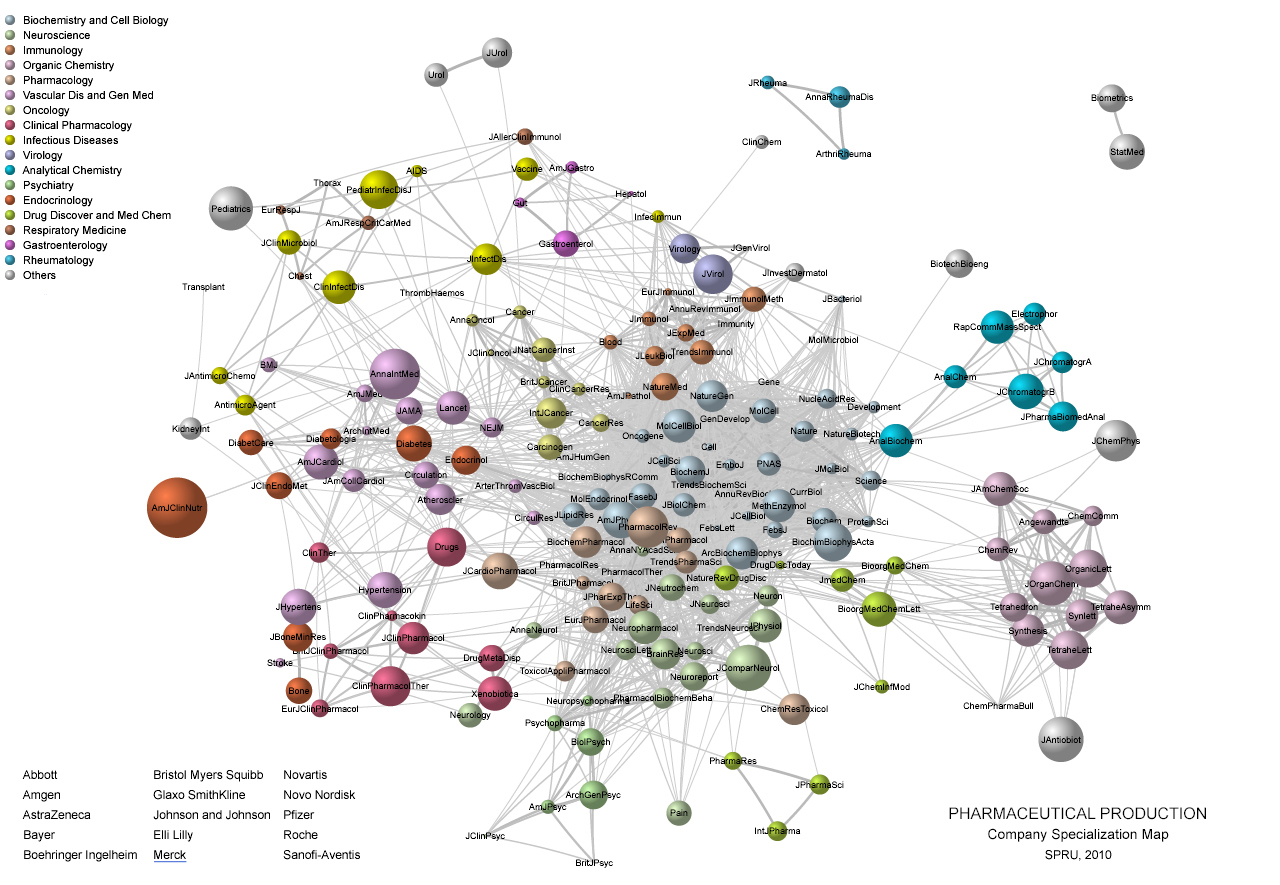 Biochemistry and Cell Biology
Neuroscience
Immunology
Organic Chemistry
Pharmacology
Vascular Dis and Gen Med
Oncology
Clinical Pharmacology
Infectious Diseases
Virology
Analytical Chemistry
Psychiatry
Endocrinology
Drug Discover and Med Chem
Respiratory Medicine
Gastroenterology
Rheumatology
Others
JUrol
Urol
JRheuma
AnnaRheumaDis
ArthriRheuma
ClinChem
Biometrics
StatMed
JAllerClinImmunol
Vaccine
AmJGastro
AIDS
Thorax
PediatrInfecDisJ
Hepatol
Gut
Pediatrics
EurRespJ
AmJRespCritCarMed
InfecImmun
JClinMicrobiol
Gastroenterol
Virology
JGenVirol
JInfectDis
JVirol
JInvestDermatol
BiotechBioeng
Chest
ClinInfectDis
Transplant
ThrombHaemos
EurJImmunol
JImmunolMeth
JBacteriol
AnnuRevImmunol
Cancer
AnnaOncol
JImmunol
Immunity
Electrophor
RapCommMassSpect
JExpMed
Blood
MolMicrobiol
JClinOncol
JNatCancerInst
JLeukBiol
TrendsImmunol
JChromatogrA
BMJ
JAntimicroChemo
AnnaIntMed
BritJCancer
ClinCancerRes
NatureMed
Gene
AnalChem
AmJMed
AmJPathol
NatureGen
JChromatogrB
NucleAcidRes
AntimicroAgent
JAMA
Lancet
IntJCancer
MolCell
Development
JPharmaBiomedAnal
CancerRes
GenDevelop
KidneyInt
ArchIntMed
NEJM
MolCellBiol
Nature
NatureBiotech
DiabetCare
Diabetologia
Diabetes
Oncogene
AnalBiochem
JChemPhys
Carcinogen
Cell
AmJHumGen
AmJCardiol
Endocrinol
JCellSci
EmboJ
PNAS
JMolBiol
BiochemJ
Circulation
JAmCollCardiol
BiochemBiophysRComm
Science
JClinEndoMet
ArterThromVascBiol
TrendsBiochemSci
JAmChemSoc
Atheroscler
MolEndocrinol
FasebJ
CurrBiol
AmJClinNutr
JBiolChem
MethEnzymol
JLipidRes
CirculRes
JCellBiol
Biochem
ProteinSci
Angewandte
ChemComm
PharmacolRev
FebsLett
FebsJ
BiochemPharmacol
BiochimBiophysActa
Drugs
ClinTher
ArcBiochemBiophys
ChemRev
TrendsPharmaSci
PharmacolRes
DrugDiscToday
BioorgMedChem
OrganicLett
JCardioPharmacol
PharmacolTher
NatureRevDrugDisc
JmedChem
BritJPharmacol
JNeutrochem
JOrganChem
Hypertension
JPharExpTher
LifeSci
JNeurosci
Neuron
BioorgMedChemLett
Tetrahedron
TetraheAsymm
JHypertens
ClinPharmacokin
EurJPharmacol
Synlett
AnnaNeurol
Neuropharmacol
JPhysiol
Synthesis
JBoneMinRes
JClinPharmacol
NeurosciLett
BrainRes
Neurosci
TetraheLett
Stroke
DrugMetaDisp
JComparNeurol
ToxicolAppliPharmacol
Neuroreport
Bone
ClinPharmacolTher
Xenobiotica
JChemInfMod
Neuropsychopharma
PharmacolBiochemBeha
EurJClinPharmacol
ChemPharmaBull
Neurology
ChemResToxicol
Psychopharma
BiolPsych
JAntibiot
PharmaRes
JPharmaSci
ArchGenPsyc
AmJPsyc
Pain
IntJPharma
JClinPsyc
BritJPsyc
Abbott
Amgen
AstraZeneca
Bayer
Boehringer Ingelheim
Bristol Myers Squibb
Glaxo SmithKline
Johnson and Johnson
Elli Lilly
Merck
Novartis
Novo Nordisk
Pfizer
Roche
Sanofi-Aventis
PHARMACEUTICAL PRODUCTION
Company Specialization Map
SPRU, 2010